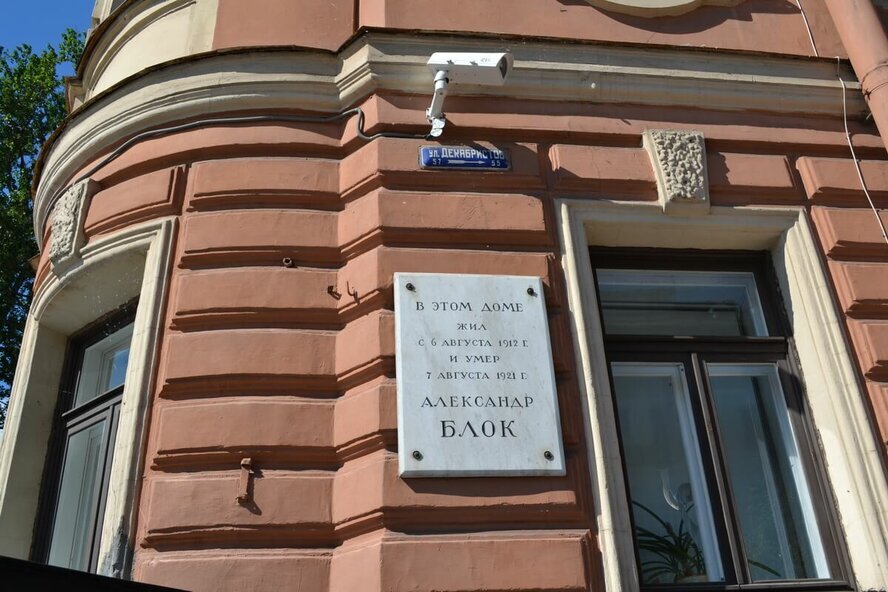 ул. Декабристов
57 → 55
В ЭТОМ ДОМЕ
ЖИЛ
С 6 АВГУСТА 1912 Г.
И УМЕР
7 АВГУСТА 1921 Г.
АЛЕКСАНДР
БЛОК